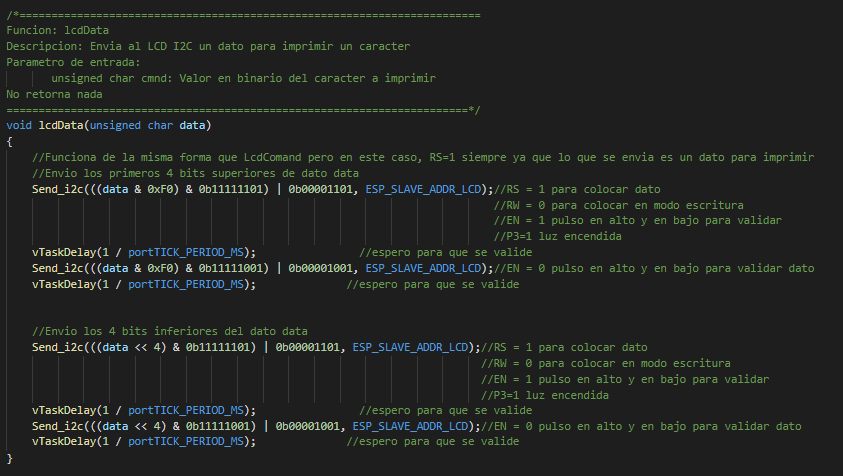 /*========================================================================
Funcion: lcdData
Descripcion: Envia al LCD I2C un dato para imprimir un caracter
Parametro de entrada:
unsigned char cmnd: Valor en binario del caracter a imprimir
No retorna nada
========================================================================*/
void lcdData(unsigned char data)
{
//Funciona de la misma forma que LcdComand pero en este caso, RS=1 siempre ya que lo que se envia es un dato para imprimir
//Envio los primeros 4 bits superiores de dato data
Send_i2c(((data & 0xF0) & 0b11111101) | 0b00001101, ESP_SLAVE_ADDR_LCD);//RS = 1 para colocar dato
//RW = 0 para colocar en modo escritura
//EN = 1 pulso en alto y en bajo para validar
//P3=1 luz encendida
vTaskDelay(1 / portTICK_PERIOD_MS); //espero para que se valide
Send_i2c(((data & 0xF0) & 0b11111001) | 0b00001001, ESP_SLAVE_ADDR_LCD);//EN = 0 pulso en alto y en bajo para validar dato
vTaskDelay(1 / portTICK_PERIOD_MS); //espero para que se valide
//Envio los 4 bits inferiores del dato data
Send_i2c(((data << 4) & 0b11111101) | 0b00001101, ESP_SLAVE_ADDR_LCD);//RS = 1 para colocar dato
//RW = 0 para colocar en modo escritura
//EN = 1 pulso en alto y en bajo para validar
//P3=1 luz encendida
vTaskDelay(1 / portTICK_PERIOD_MS); //espero para que se valide
Send_i2c(((data << 4) & 0b11111001) | 0b00001001, ESP_SLAVE_ADDR_LCD);//EN = 0 pulso en alto y en bajo para validar dato
vTaskDelay(1 / portTICK_PERIOD_MS); //espero para que se valide
}